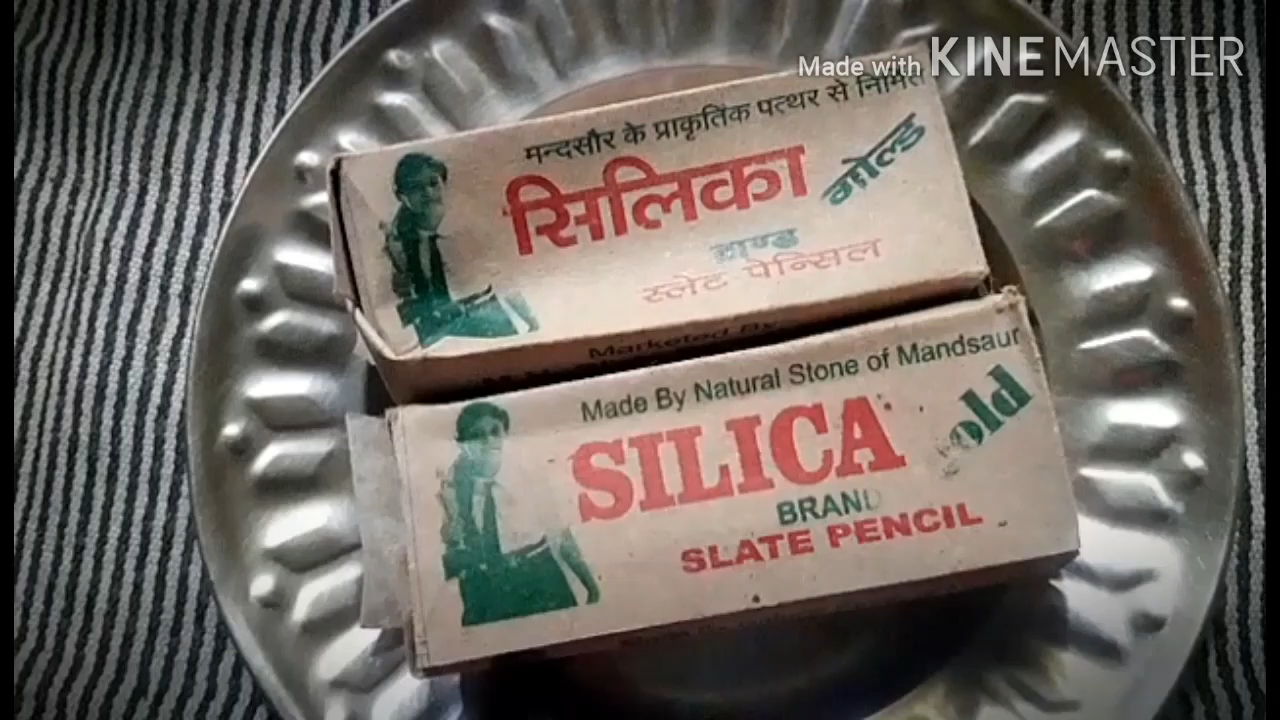 Made with KINEMASTER
मन्दसौर के प्राकृतिक पत्थर से निर्मित
सिलिका गोल्ड
ब्राण्ड
स्लेट पेन्सिल
Marketed By
Made By Natural Stone of Mandsaur
SILICA old
BRAND
SLATE PENCIL